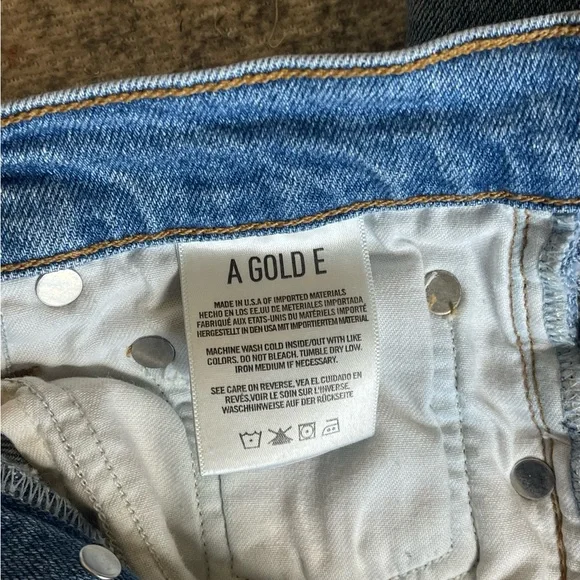 A GOLD E
MADE IN U.S.A OF IMPORTED MATERIALS
HECHO EN LOS EE.UU DE MATERIALES IMPORTADA
FABRIQUÉ AUX ETATS-UNIS DU MATÉRIELS IMPORTÉ
HERGESTELLT IN DEH USA MIT IMPORTIERTEM MATERIAL
MACHINE WASH COLD INSIDE/OUT WITH LIKE
COLORS. DO NOT BLEACH. TUMBLE DRY LOW.
IRON MEDIUM IF NECESSARY.
SEE CARE ON REVERSE, VEA EL CUIDADO EN
REVÉS,VOIR LE SOIN SUR L'INVERSE.
WASCHHINWEISE AUF DER RÜCKSEITE